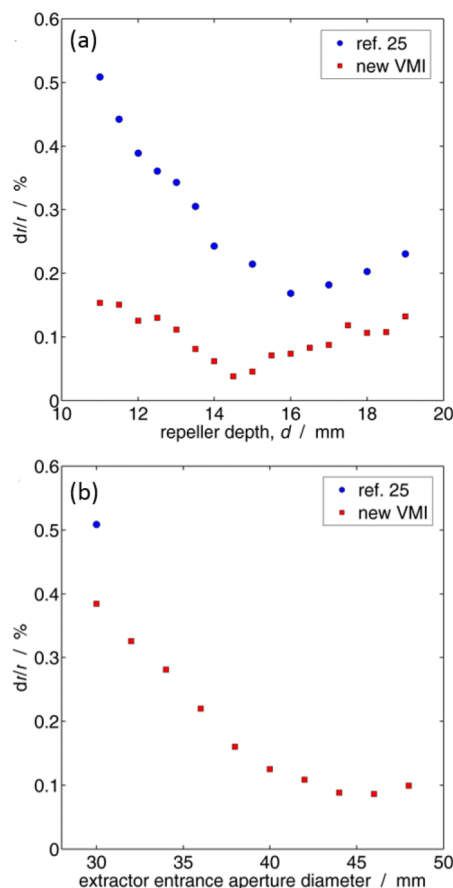 (a)
ref. 25
new VMI
0.6
0.5
0.4
0.3
0.2
0.1
0
dr/r / %
10 12 14 16 18 20
repeller depth, d / mm
(b)
ref. 25
new VMI
0.6
0.5
0.4
0.3
0.2
0.1
0
dr/r / %
30 35 40 45 50
extractor entrance aperture diameter / mm